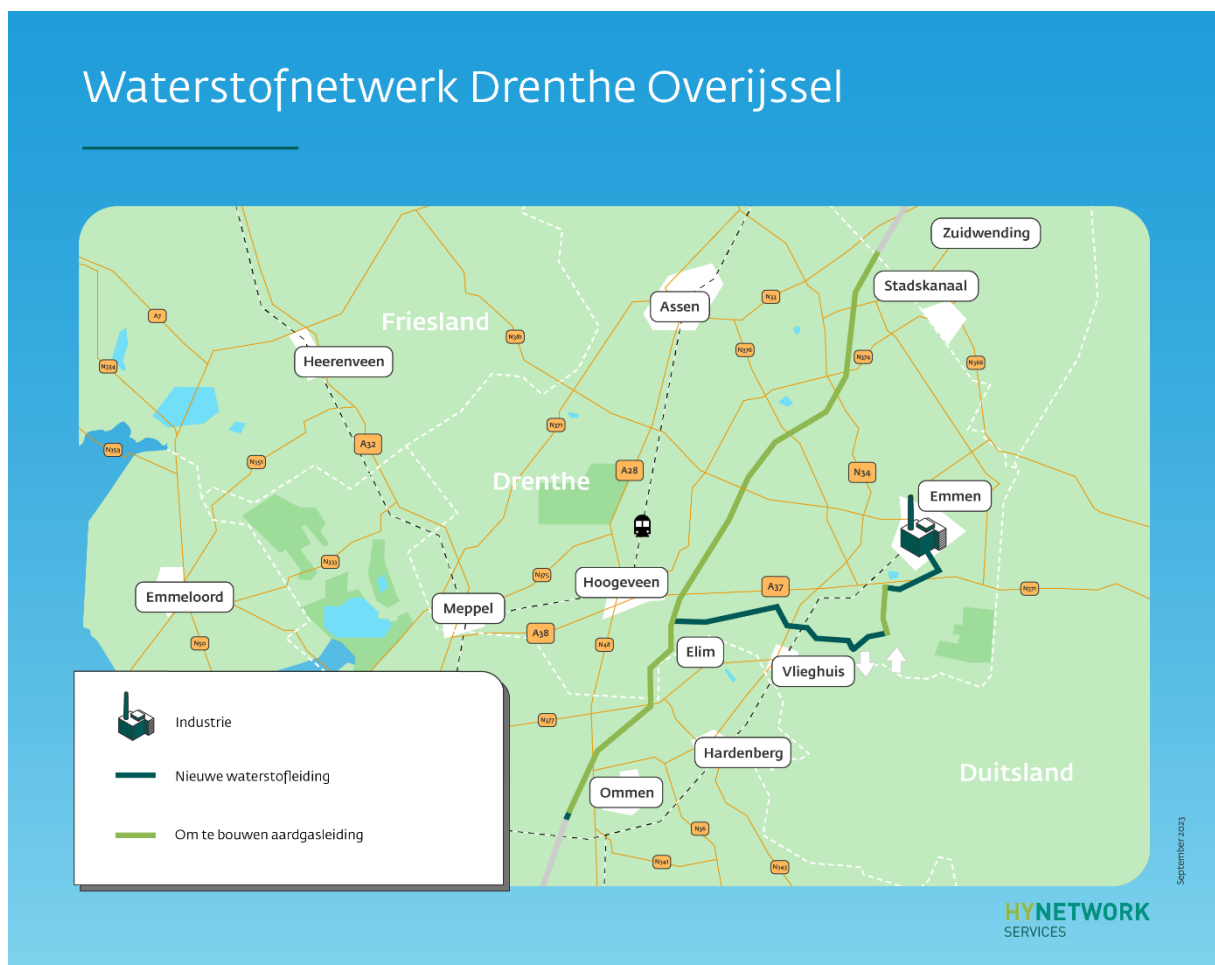 Waterstofnetwerk Drenthe Overijssel
Zuidwending
Stadskanaal
Assen
N33
A7
Friesland
N381
N376
N374
Heerenveen
N354
N366
N371
A32
N359
N351
A28
N34
Drenthe
Emmen
N333
N375
Hoogeveen
A37
N371
Emmeloord
Meppel
A38
N50
N48
Elim
Vlieghuis
N377
Hardenberg
Duitsland
Ommen
N36
N341
N343
Industrie
Nieuwe waterstofleiding
Om te bouwen aardgasleiding
September 2023
HYNETWORK
SERVICES